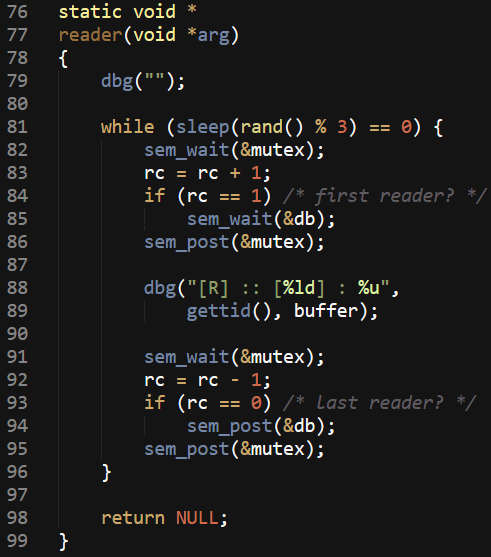 76 static void *
77 reader(void *arg)
78 {
79     dbg("");
80
81     while (sleep(rand() % 3) == 0) {
82         sem_wait(&mutex);
83         rc = rc + 1;
84         if (rc == 1) /* first reader? */
85             sem_wait(&db);
86         sem_post(&mutex);
87
88         dbg("[R] :: [%ld] : %u",
89             gettid(), buffer);
90
91         sem_wait(&mutex);
92         rc = rc - 1;
93         if (rc == 0) /* last reader? */
94             sem_post(&db);
95         sem_post(&mutex);
96     }
97
98     return NULL;
99 }